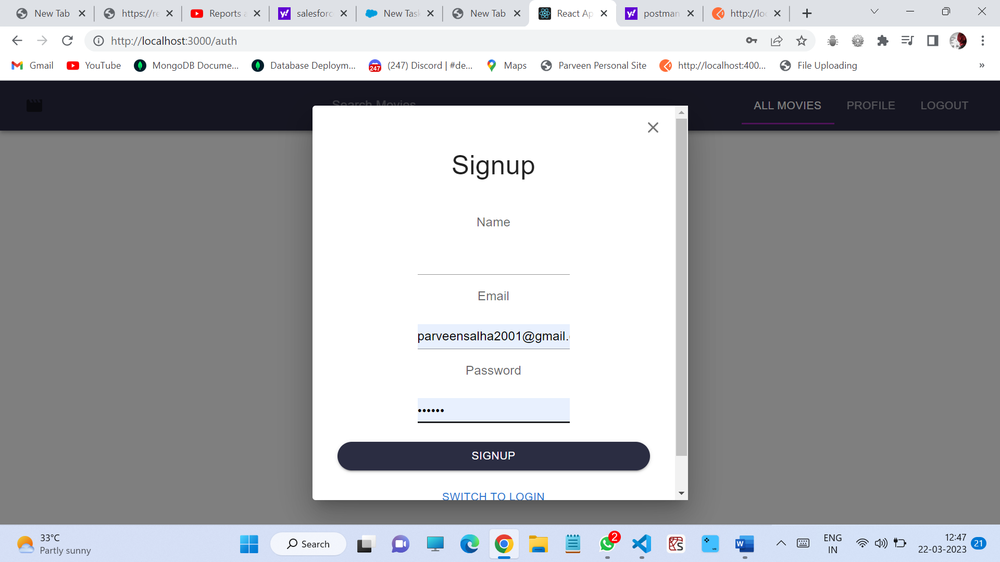 New Tab
https://re
Reports a
salesforc
New Task
New Tab
React Ap
postman
http://loc
http://localhost:3000/auth
Gmail
YouTube
MongoDB Docume...
Database Deploym...
(247) Discord | #de...
Maps
Parveen Personal Site
http://localhost:400...
File Uploading
»
Search Movies
ALL MOVIES
PROFILE
LOGOUT
Signup
Name
Email
parveensalha2001@gmail.
Password
••••••
SIGNUP
SWITCH TO LOGIN
33°C
Partly sunny
Search
2
ENG
IN
12:47
22-03-2023
21